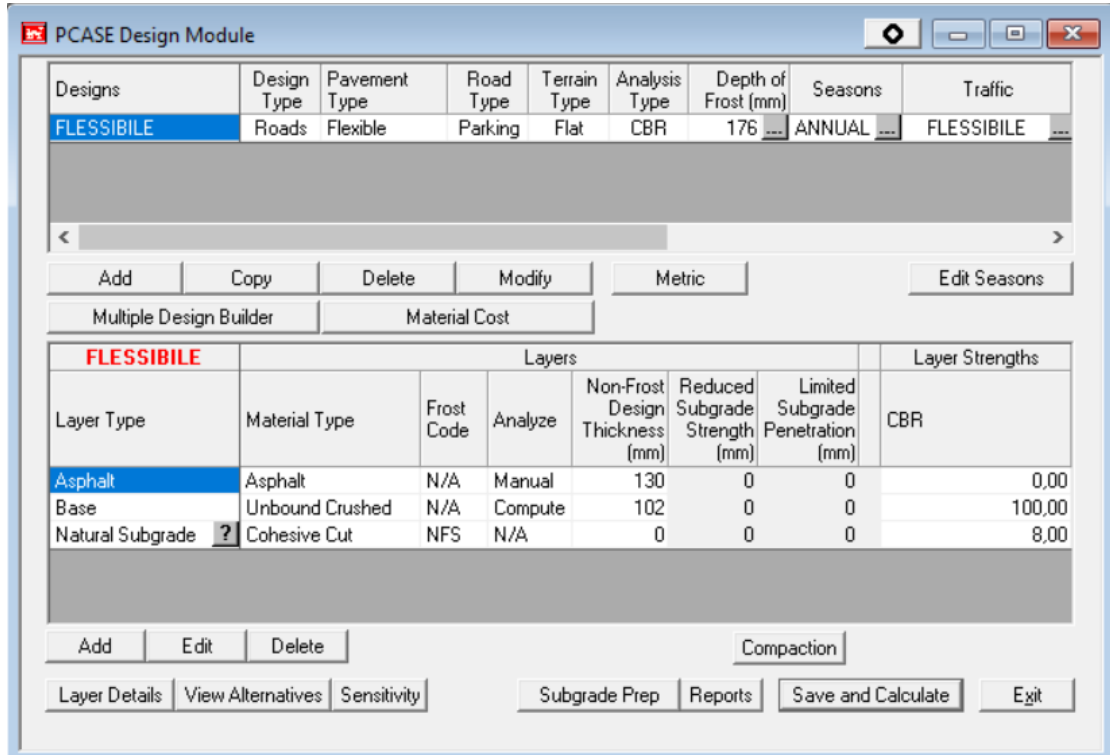 PCASE Design Module
Designs Design Type Pavement Type Road Type Terrain Type Analysis Type Depth of Frost (mm) Seasons Traffic
FLESSIBILE Roads Flexible Parking Flat CBR 176 ... ANNUAL ... FLESSIBILE ...
Add Copy Delete Modify Metric Edit Seasons
Multiple Design Builder Material Cost
FLESSIBILE Layers Layer Strengths
Layer Type Material Type Frost Code Analyze Non-Frost Design Thickness (mm) Reduced Subgrade Strength (mm) Limited Subgrade Penetration (mm) CBR
Asphalt Asphalt N/A Manual 130 0 0 0,00
Base Unbound Crushed N/A Compute 102 0 0 100,00
Natural Subgrade ? Cohesive Cut NFS N/A 0 0 0 8,00
Add Edit Delete Compaction
Layer Details View Alternatives Sensitivity Subgrade Prep Reports Save and Calculate Exit